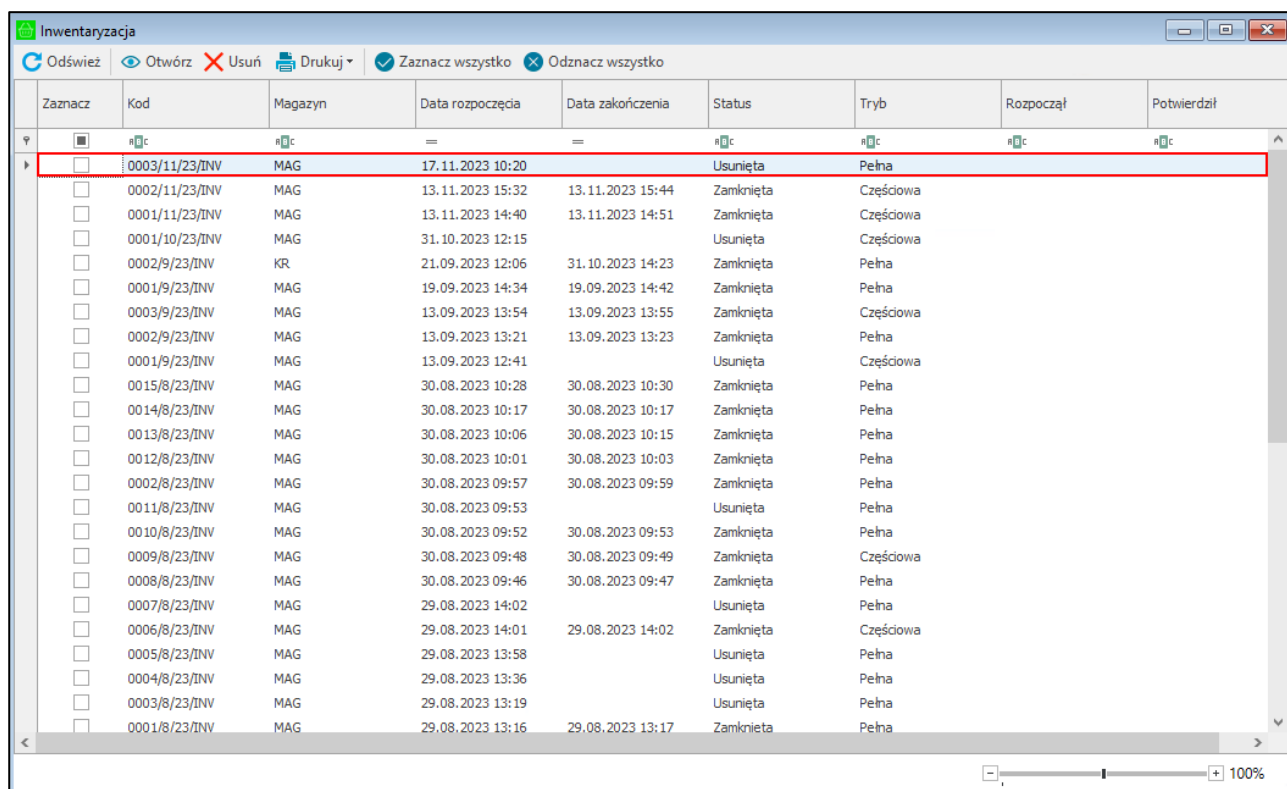 Inwentaryzacja
Odśwież Otwórz Usuń Drukuj Zaznacz wszystko Odznacz wszystko
Zaznacz Kod Magazyn Data rozpoczęcia Data zakończenia Status Tryb Rozpoczął Potwierdził
ABC ABC = = ABC ABC ABC ABC
0003/11/23/INV MAG 17.11.2023 10:20 Usunięta Pełna
0002/11/23/INV MAG 13.11.2023 15:32 13.11.2023 15:44 Zamknięta Częściowa
0001/11/23/INV MAG 13.11.2023 14:40 13.11.2023 14:51 Zamknięta Częściowa
0001/10/23/INV MAG 31.10.2023 12:15 Usunięta Częściowa
0002/9/23/INV KR 21.09.2023 12:06 31.10.2023 14:23 Zamknięta Pełna
0001/9/23/INV MAG 19.09.2023 14:34 19.09.2023 14:42 Zamknięta Pełna
0003/9/23/INV MAG 13.09.2023 13:54 13.09.2023 13:55 Zamknięta Częściowa
0002/9/23/INV MAG 13.09.2023 13:21 13.09.2023 13:23 Zamknięta Pełna
0001/9/23/INV MAG 13.09.2023 12:41 Usunięta Częściowa
0015/8/23/INV MAG 30.08.2023 10:28 30.08.2023 10:30 Zamknięta Pełna
0014/8/23/INV MAG 30.08.2023 10:17 30.08.2023 10:17 Zamknięta Pełna
0013/8/23/INV MAG 30.08.2023 10:06 30.08.2023 10:15 Zamknięta Pełna
0012/8/23/INV MAG 30.08.2023 10:01 30.08.2023 10:03 Zamknięta Pełna
0002/8/23/INV MAG 30.08.2023 09:57 30.08.2023 09:59 Zamknięta Pełna
0011/8/23/INV MAG 30.08.2023 09:53 Usunięta Pełna
0010/8/23/INV MAG 30.08.2023 09:52 30.08.2023 09:53 Zamknięta Pełna
0009/8/23/INV MAG 30.08.2023 09:48 30.08.2023 09:49 Zamknięta Częściowa
0008/8/23/INV MAG 30.08.2023 09:46 30.08.2023 09:47 Zamknięta Pełna
0007/8/23/INV MAG 29.08.2023 14:02 Usunięta Pełna
0006/8/23/INV MAG 29.08.2023 14:01 29.08.2023 14:02 Zamknięta Częściowa
0005/8/23/INV MAG 29.08.2023 13:58 Usunięta Pełna
0004/8/23/INV MAG 29.08.2023 13:36 Usunięta Pełna
0003/8/23/INV MAG 29.08.2023 13:19 Usunięta Pełna
0001/8/23/INV MAG 29.08.2023 13:16 29.08.2023 13:17 Zamknięta Pełna
100%